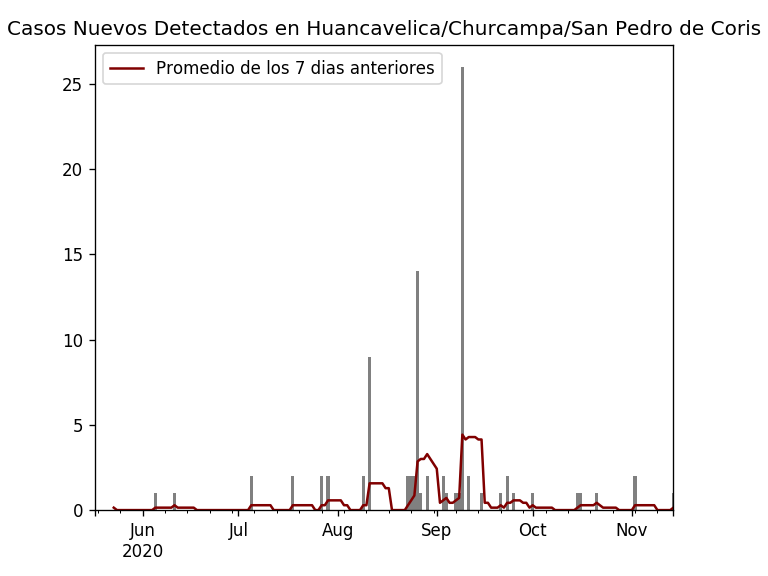 Casos Nuevos Detectados en Huancavelica/Churcampa/San Pedro de Coris
Promedio de los 7 dias anteriores
25
20
15
10
5
0
Jun Jul Aug Sep Oct Nov
2020